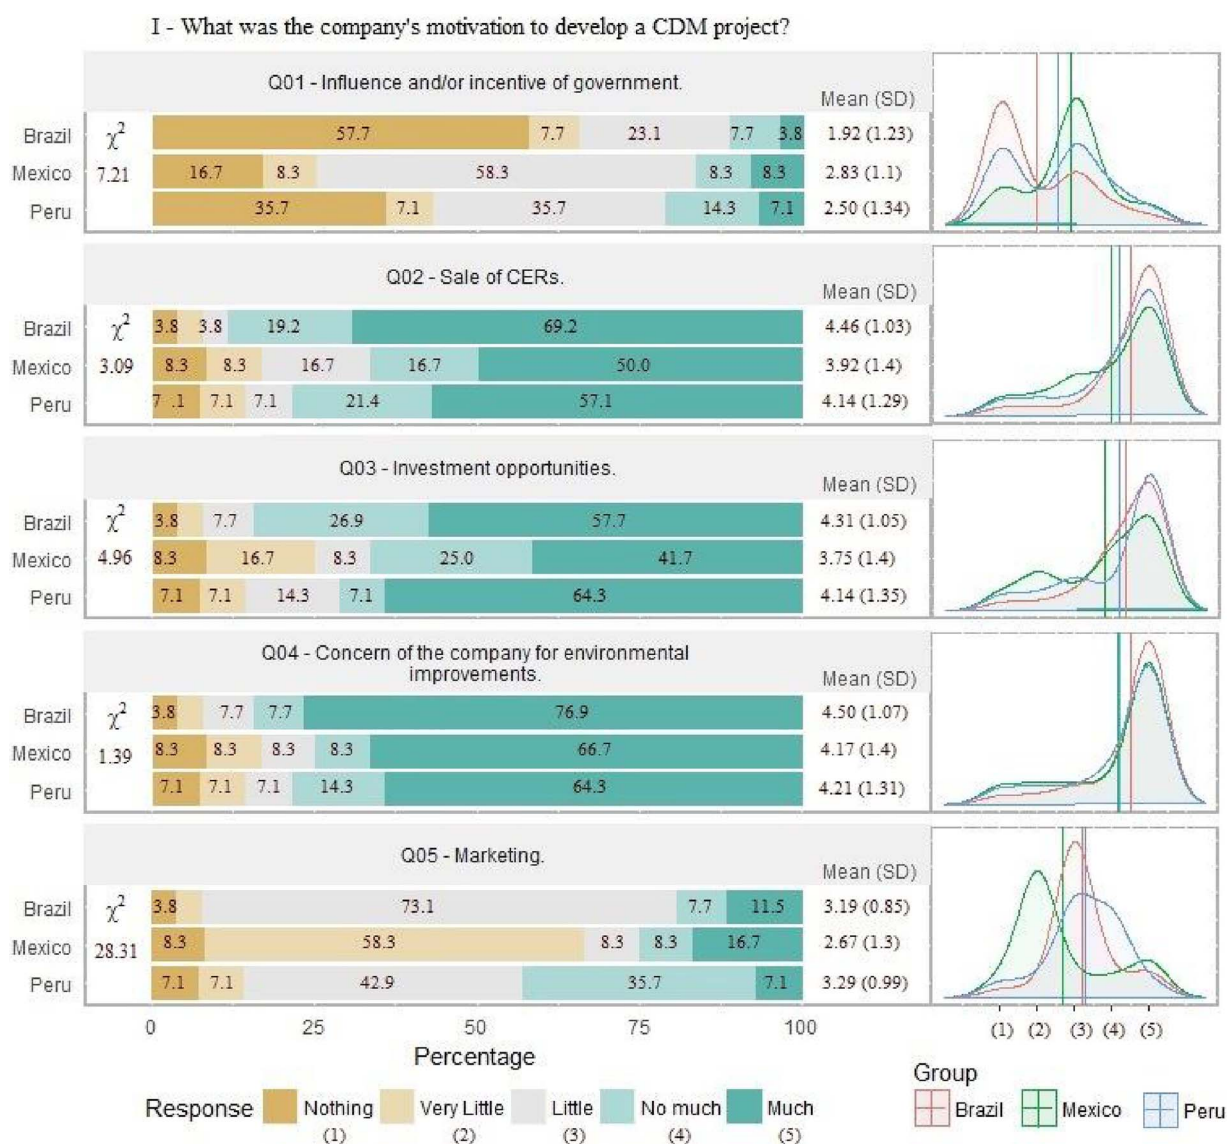 I - What was the company's motivation to develop a CDM project?
Q01 - Influence and/or incentive of government.
Mean (SD)
Brazil χ² 57.7 7.7 23.1 7.7 3.8 1.92 (1.23)
Mexico 7.21 16.7 8.3 58.3 8.3 8.3 2.83 (1.1)
Peru 35.7 7.1 35.7 14.3 7.1 2.50 (1.34)
Q02 - Sale of CERs.
Mean (SD)
Brazil χ² 3.8 3.8 19.2 69.2 4.46 (1.03)
Mexico 3.09 8.3 8.3 16.7 16.7 50.0 3.92 (1.4)
Peru 7 .1 7.1 7.1 21.4 57.1 4.14 (1.29)
Q03 - Investment opportunities.
Mean (SD)
Brazil χ² 3.8 7.7 26.9 57.7 4.31 (1.05)
Mexico 4.96 8.3 16.7 8.3 25.0 41.7 3.75 (1.4)
Peru 7.1 7.1 14.3 7.1 64.3 4.14 (1.35)
Q04 - Concern of the company for environmental
improvements.
Mean (SD)
Brazil χ² 3.8 7.7 7.7 76.9 4.50 (1.07)
Mexico 1.39 8.3 8.3 8.3 8.3 66.7 4.17 (1.4)
Peru 7.1 7.1 7.1 14.3 64.3 4.21 (1.31)
Q05 - Marketing.
Mean (SD)
Brazil χ² 3.8 73.1 7.7 11.5 3.19 (0.85)
Mexico 28.31 8.3 58.3 8.3 8.3 16.7 2.67 (1.3)
Peru 7.1 7.1 42.9 35.7 7.1 3.29 (0.99)
0 25 50 75 100 (1) (2) (3) (4) (5)
Percentage
Response Nothing Very Little Little No much Much
(1) (2) (3) (4) (5)
Group
Brazil Mexico Peru